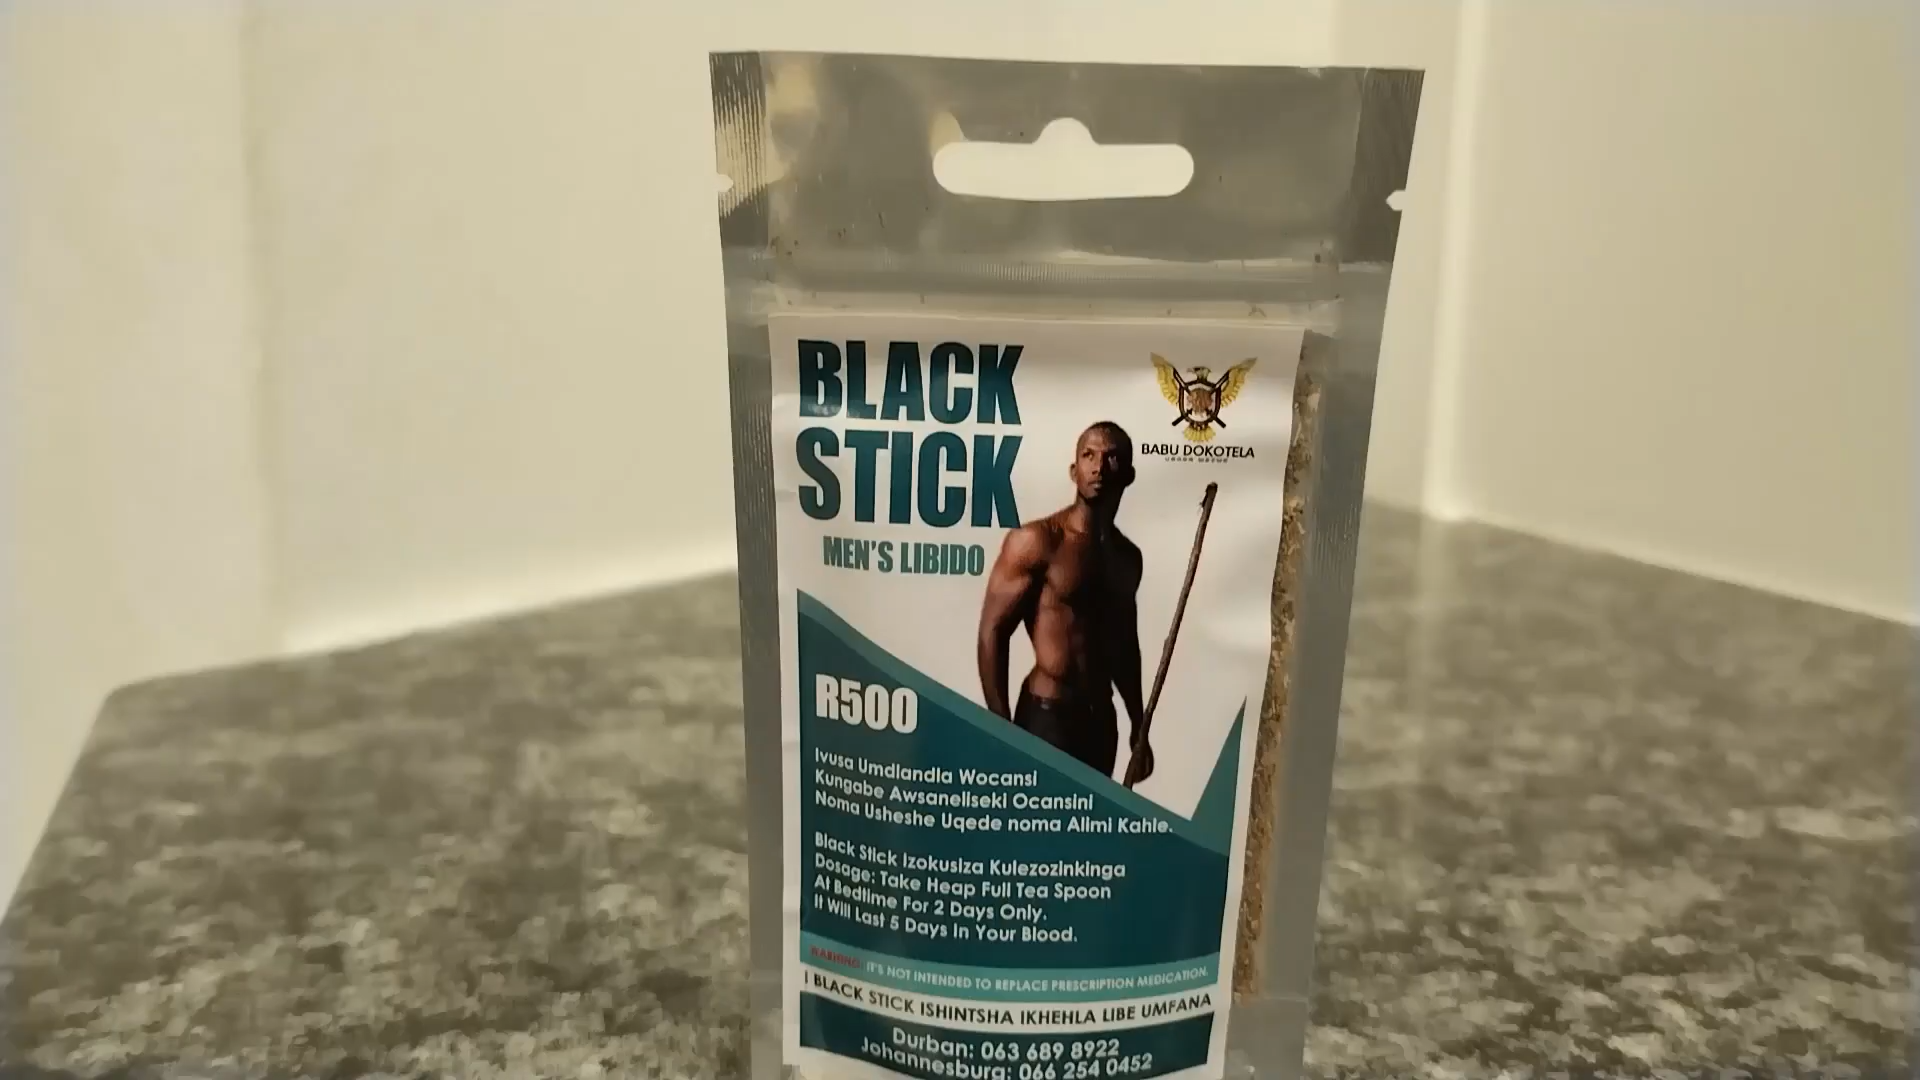 BLACK
STICK
MEN'S LIBIDO
BABU DOKOTELA
R500
Ivusa Umdlandla Wocansi
Kungabe Awsaneliseki Ocansini
Noma Usheshe Uqede noma Alimi Kahle.
Black Stick Izokusiza Kulezozinkinga
Dosage: Take Heap Full Tea Spoon
At Bedtime For 2 Days Only.
It Will Last 5 Days In Your Blood.
WARNING: IT'S NOT INTENDED TO REPLACE PRESCRIPTION MEDICATION.
I BLACK STICK ISHINTSHA IKHEHLA LIBE UMFANA
Durban: 063 689 8922
Johannesburg: 066 254 0452